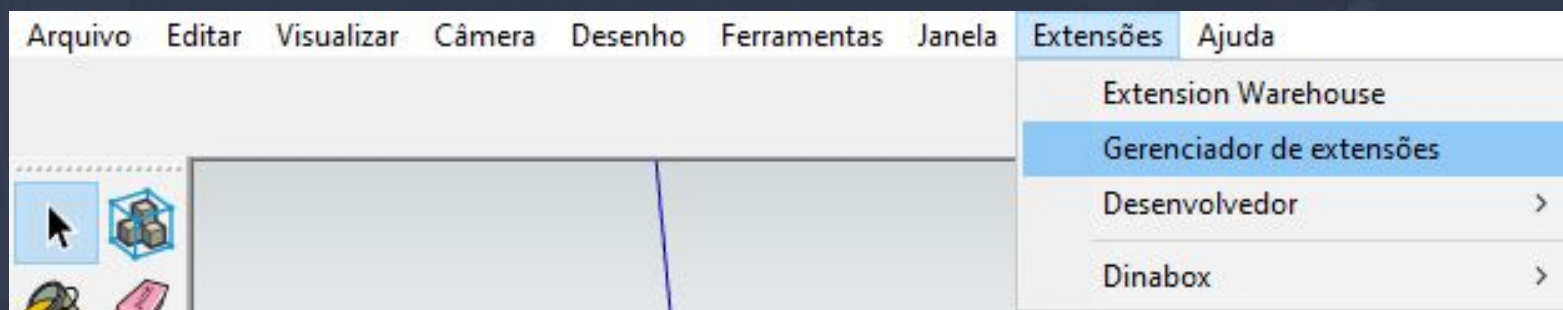 Arquivo Editar Visualizar Câmera Desenho Ferramentas Janela Extensões Ajuda
Extension Warehouse
Gerenciador de extensões
Desenvolvedor
Dinabox